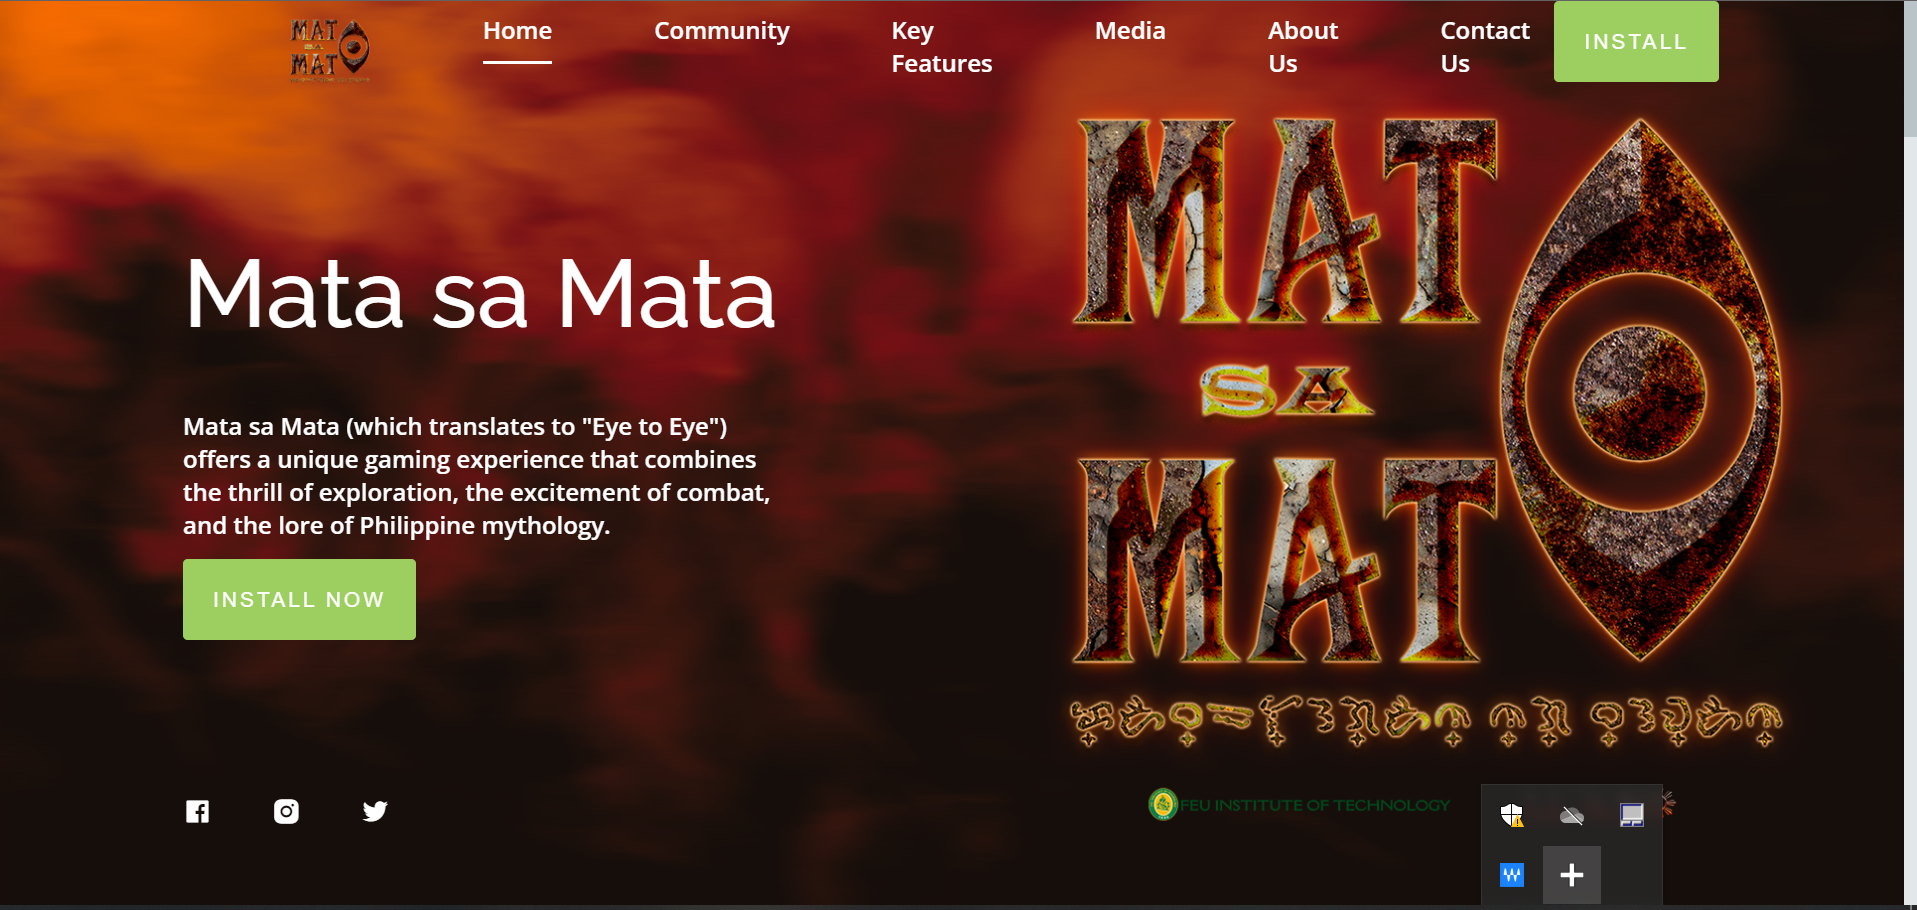 MAT
SA
MAT
Home
Community
Key
Features
Media
About
Us
Contact
Us
INSTALL
Mata sa Mata
Mata sa Mata (which translates to "Eye to Eye")
offers a unique gaming experience that combines
the thrill of exploration, the excitement of combat,
and the lore of Philippine mythology.
INSTALL NOW
MAT
SA
MAT
FEU INSTITUTE OF TECHNOLOGY